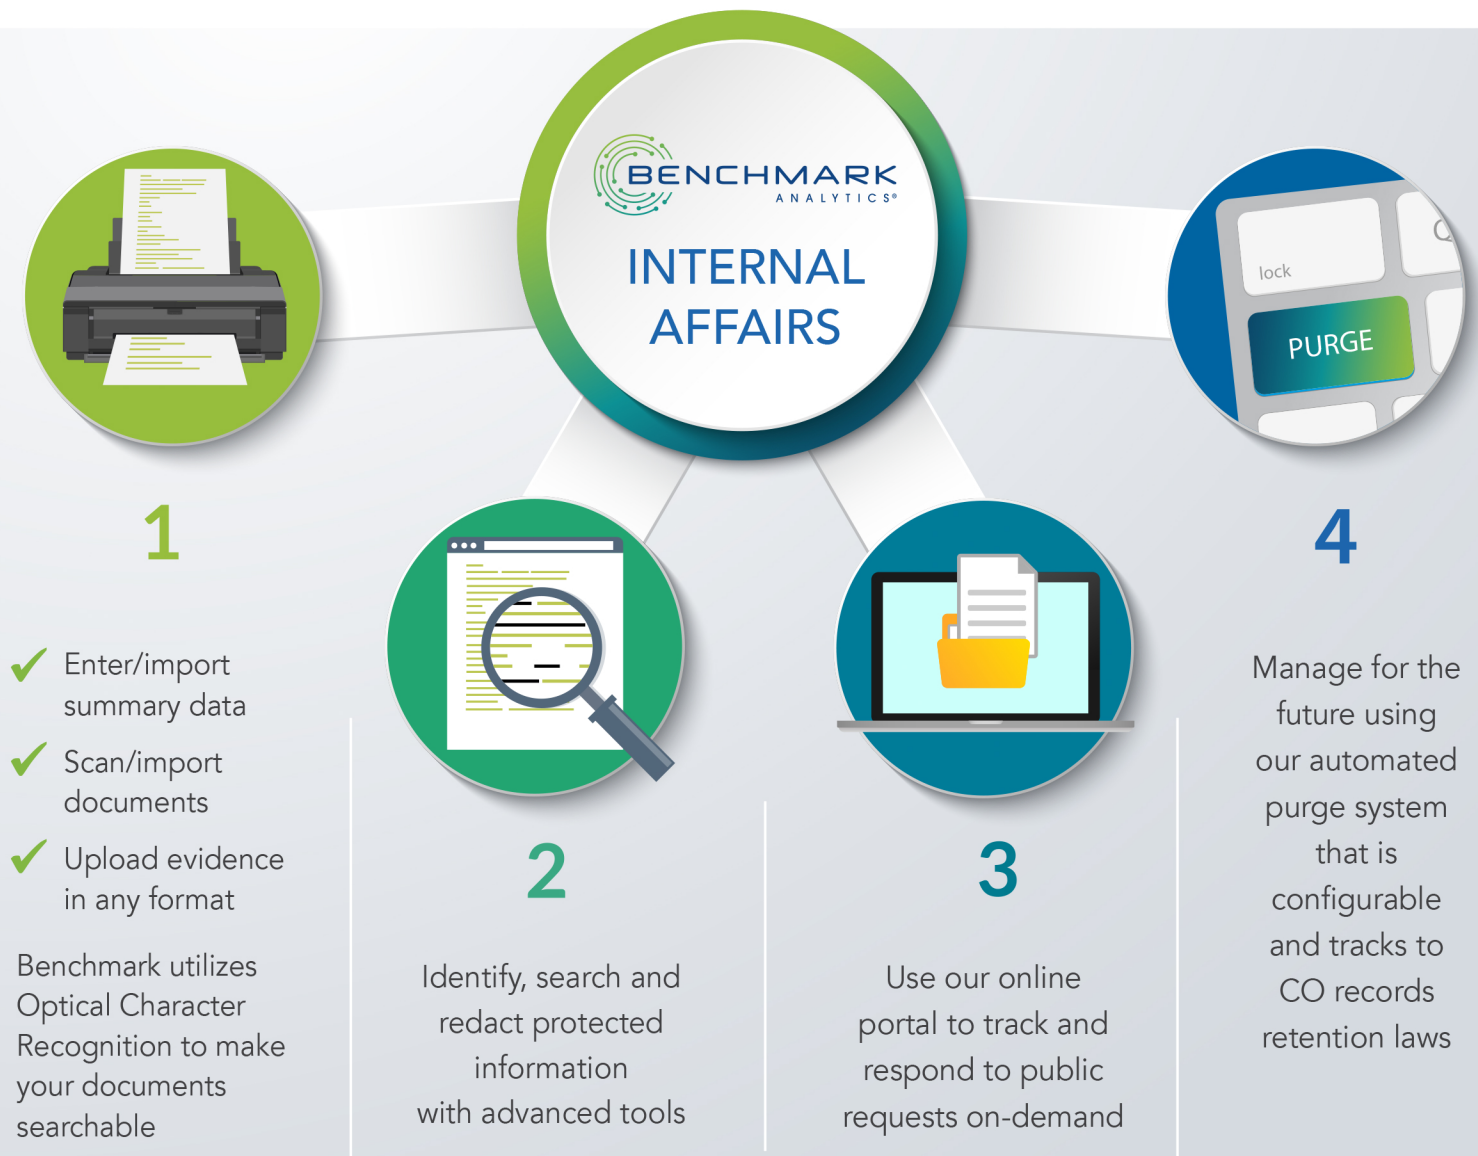 BENCHMARK
ANALYTICS®
INTERNAL
AFFAIRS
lock
Q
PURGE
1
Enter/import
summary data
Scan/import
documents
Upload evidence
in any format
Benchmark utilizes
Optical Character
Recognition to make
your documents
searchable
2
Identify, search and
redact protected
information
with advanced tools
3
Use our online
portal to track and
respond to public
requests on-demand
4
Manage for the
future using
our automated
purge system
that is
configurable
and tracks to
CO records
retention laws